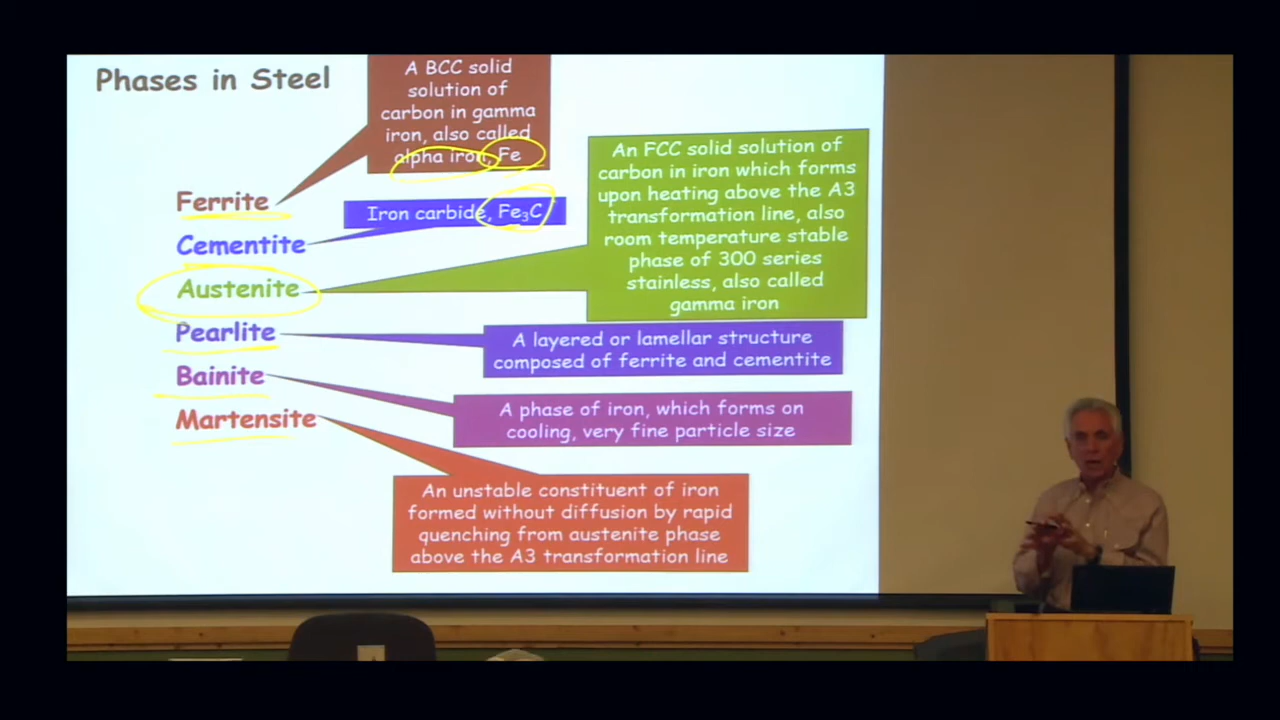 Phases in Steel
A BCC solid
solution of
carbon in gamma
iron, also called
alpha iron, Fe
An FCC solid solution of
carbon in iron which forms
upon heating above the A3
transformation line, also
room temperature stable
phase of 300 series
stainless, also called
gamma iron
Ferrite
Iron carbide, Fe₃C
Cementite
Austenite
Pearlite
A layered or lamellar structure
composed of ferrite and cementite
Bainite
A phase of iron, which forms on
cooling, very fine particle size
Martensite
An unstable constituent of iron
formed without diffusion by rapid
quenching from austenite phase
above the A3 transformation line